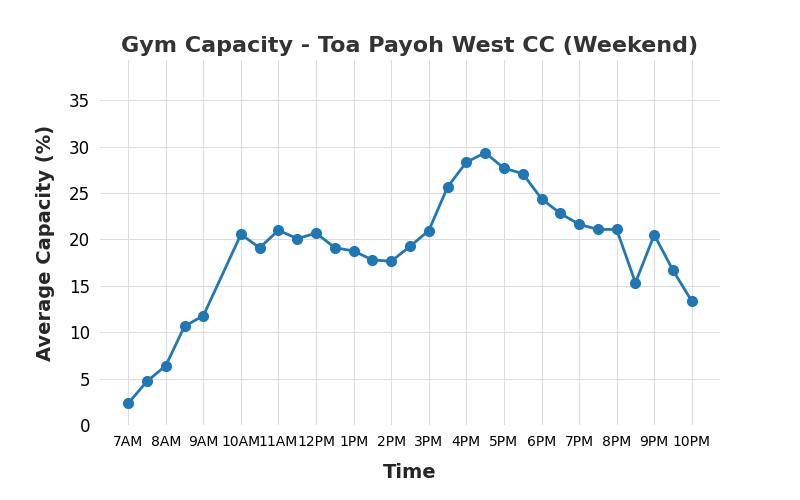 Gym Capacity - Toa Payoh West CC (Weekend)
Average Capacity (%)
35
30
25
20
15
10
5
0
7AM 8AM 9AM 10AM 11AM 12PM 1PM 2PM 3PM 4PM 5PM 6PM 7PM 8PM 9PM 10PM
Time